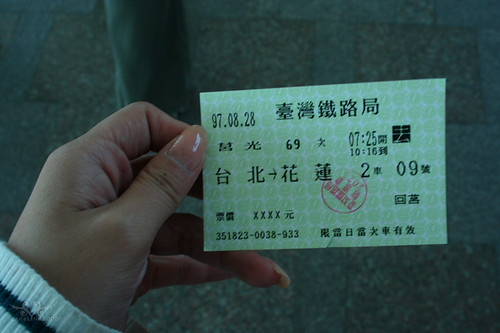 臺灣鐵路局
97.08.28
莒光 69 次 07:25開 去
10:16到
台北→花蓮 2車 09號
回莒
票價 XXXX元
351823-0038-933 限當日當次車有效